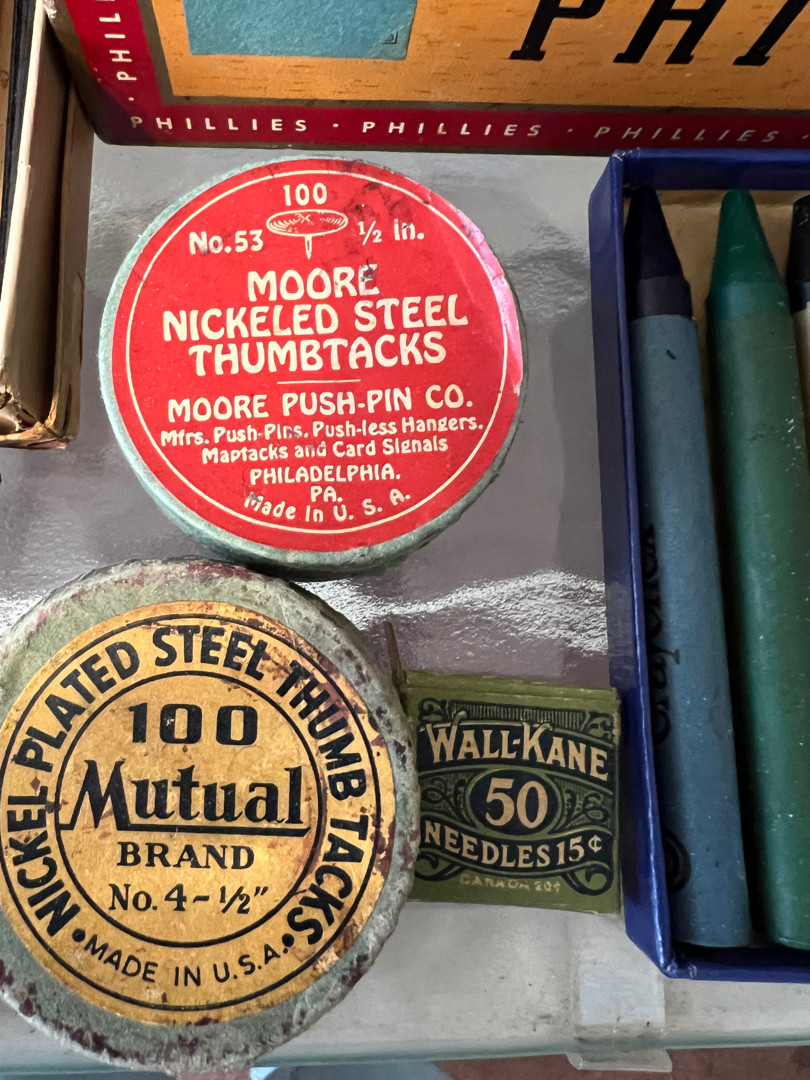 PHILLIES · PHILLIES · PHILLIES
100
No.53 ½ in.
MOORE
NICKELED STEEL
THUMBTACKS
MOORE PUSH-PIN CO.
Mfrs. Push-Pins, Push-less Hangers.
Maptacks and Card Signals
PHILADELPHIA.
PA.
Made in U. S. A.
NICKEL PLATED STEEL THUMB TACKS
100
Mutual
BRAND
No. 4-½"
• MADE IN U.S.A. •
WALL-KANE
50
NEEDLES 15¢
CANADA 20¢